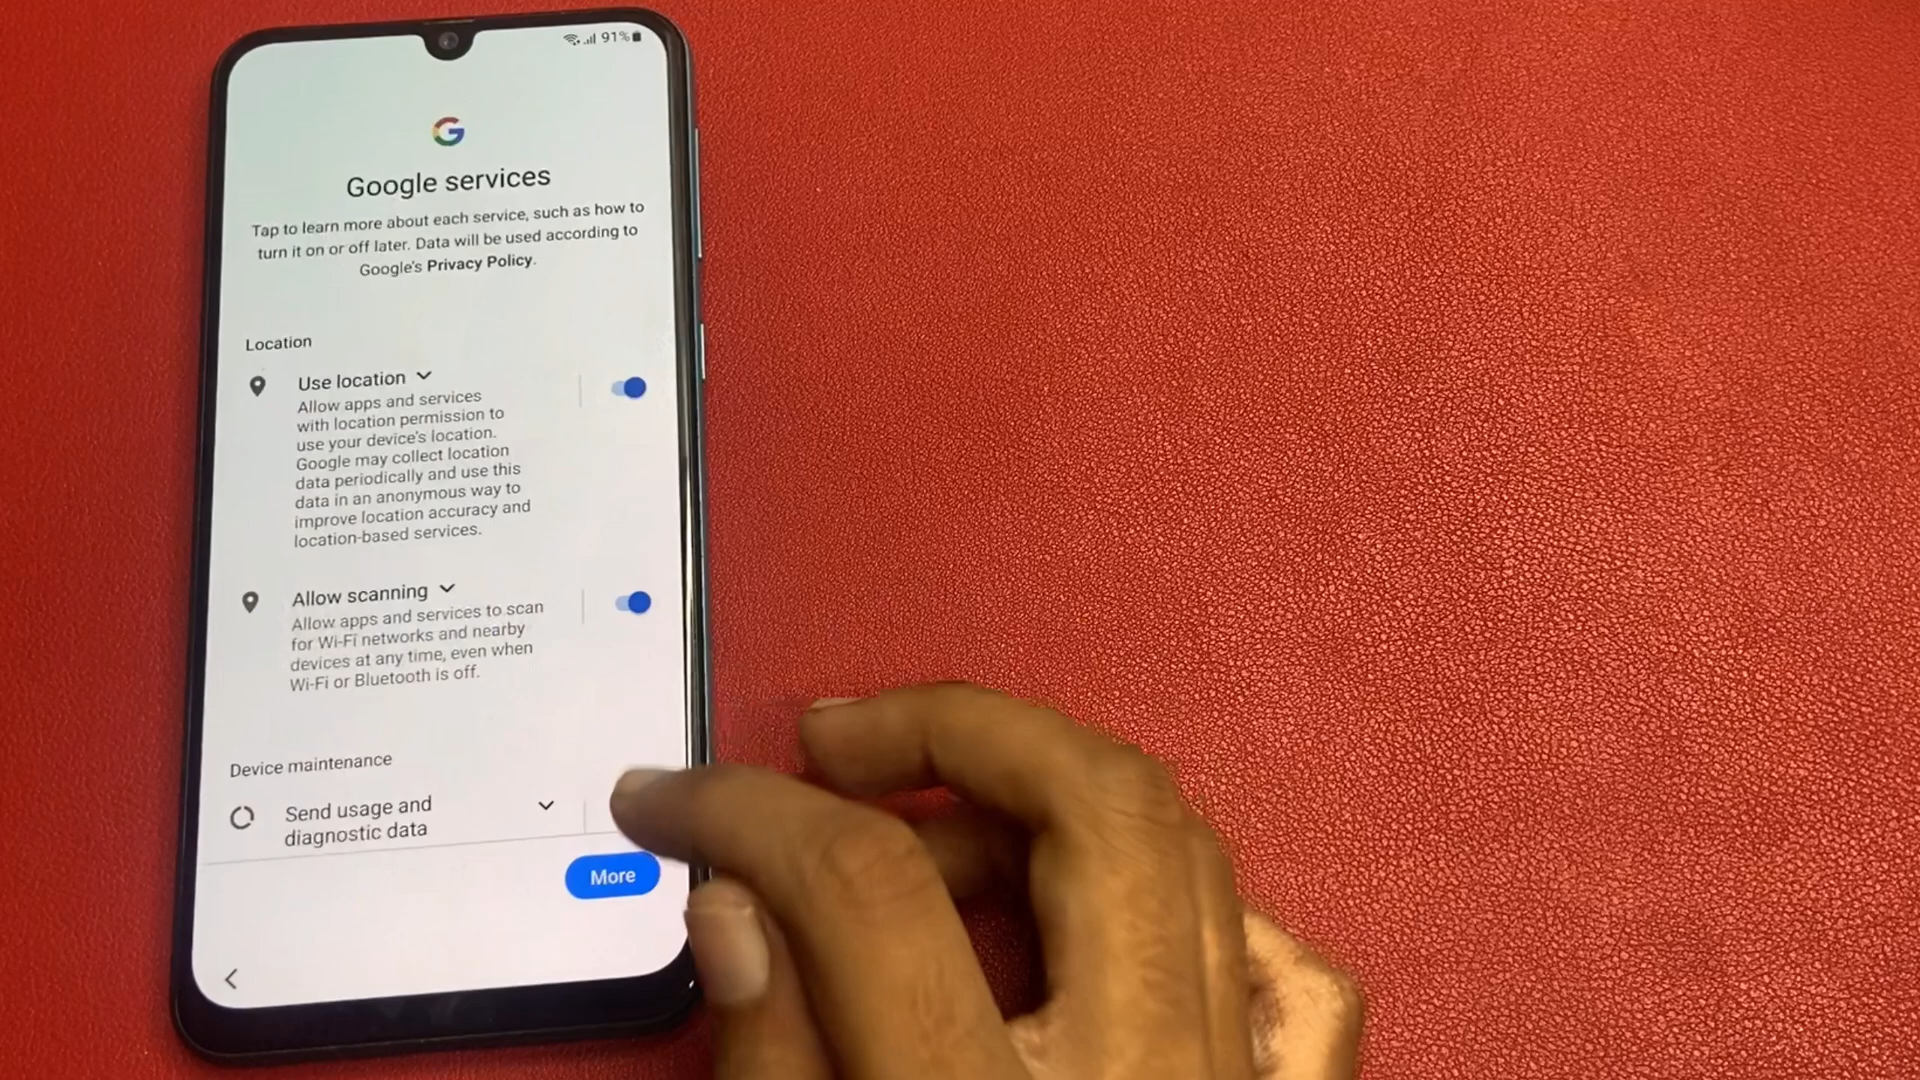 91%
G
Google services
Tap to learn more about each service, such as how to
turn it on or off later. Data will be used according to
Google's Privacy Policy.
Location
Use location
Allow apps and services
with location permission to
use your device's location.
Google may collect location
data periodically and use this
data in an anonymous way to
improve location accuracy and
location-based services.
Allow scanning
Allow apps and services to scan
for Wi-Fi networks and nearby
devices at any time, even when
Wi-Fi or Bluetooth is off.
Device maintenance
Send usage and
diagnostic data
More